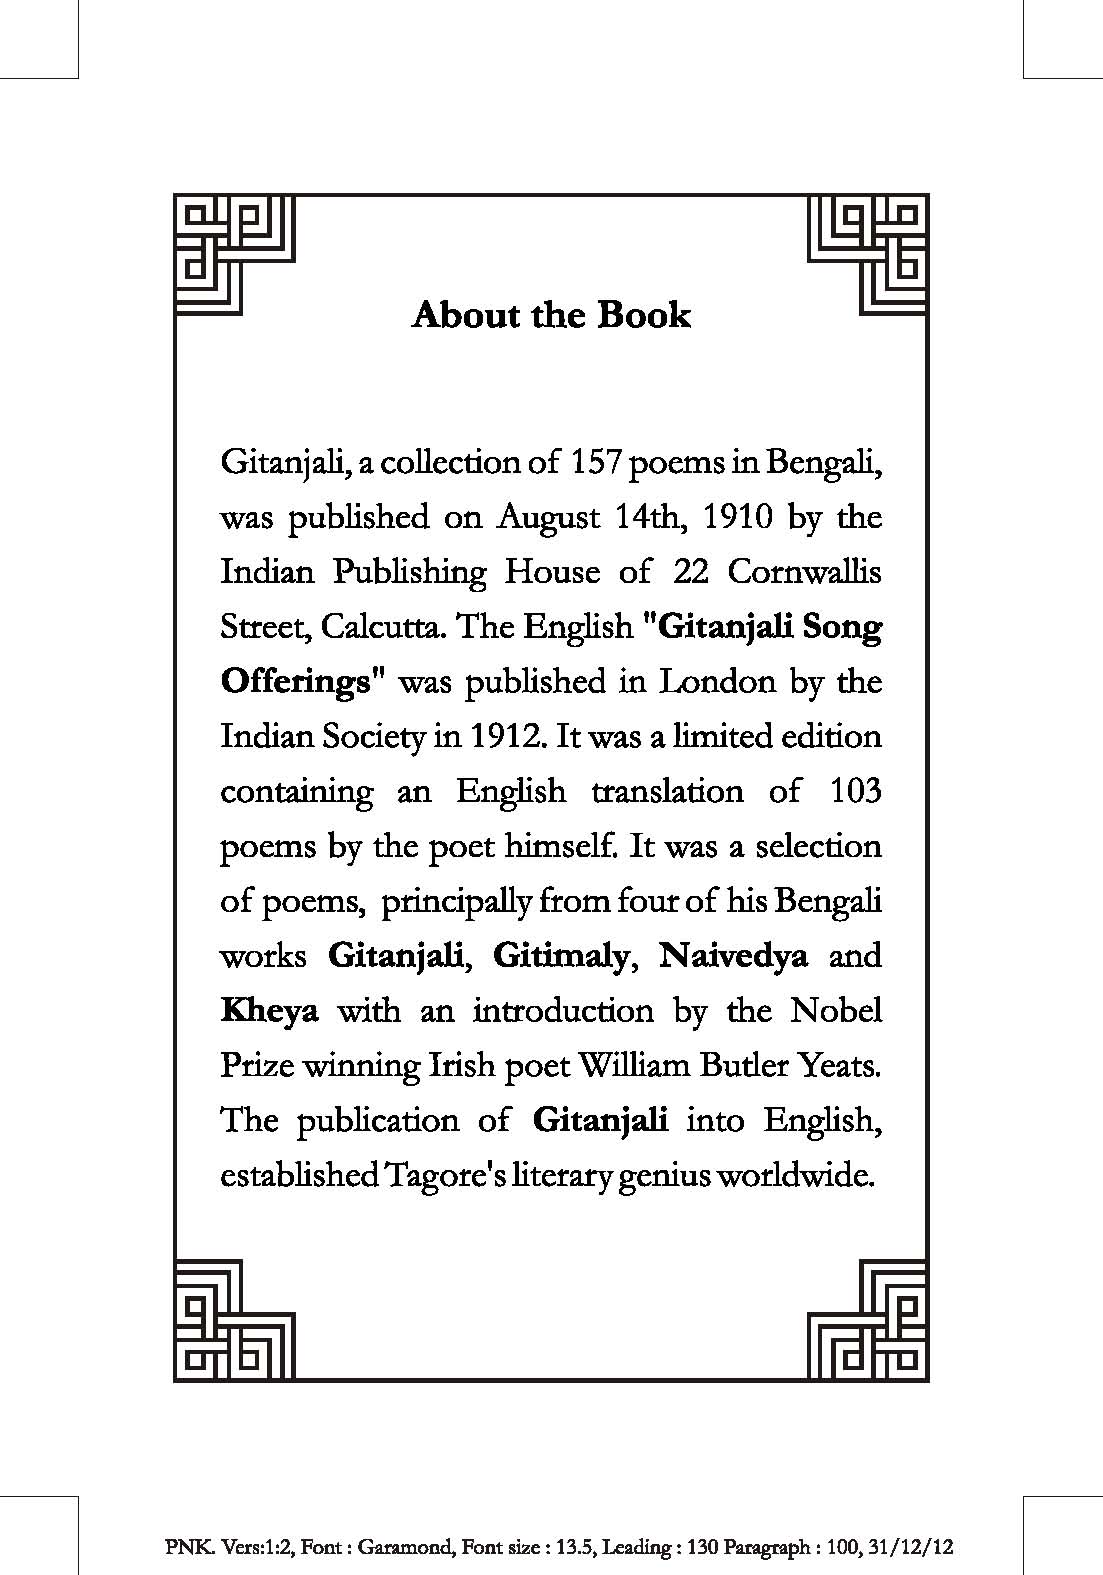 About the Book
Gitanjali, a collection of 157 poems in Bengali,
was published on August 14th, 1910 by the
Indian Publishing House of 22 Cornwallis
Street, Calcutta. The English "Gitanjali Song
Offerings" was published in London by the
Indian Society in 1912. It was a limited edition
containing an English translation of 103
poems by the poet himself. It was a selection
of poems, principally from four of his Bengali
works Gitanjali, Gitimaly, Naivedya and
Kheya with an introduction by the Nobel
Prize winning Irish poet William Butler Yeats.
The publication of Gitanjali into English,
established Tagore's literary genius worldwide.
PNK. Vers:1:2, Font : Garamond, Font size : 13.5, Leading : 130 Paragraph : 100, 31/12/12